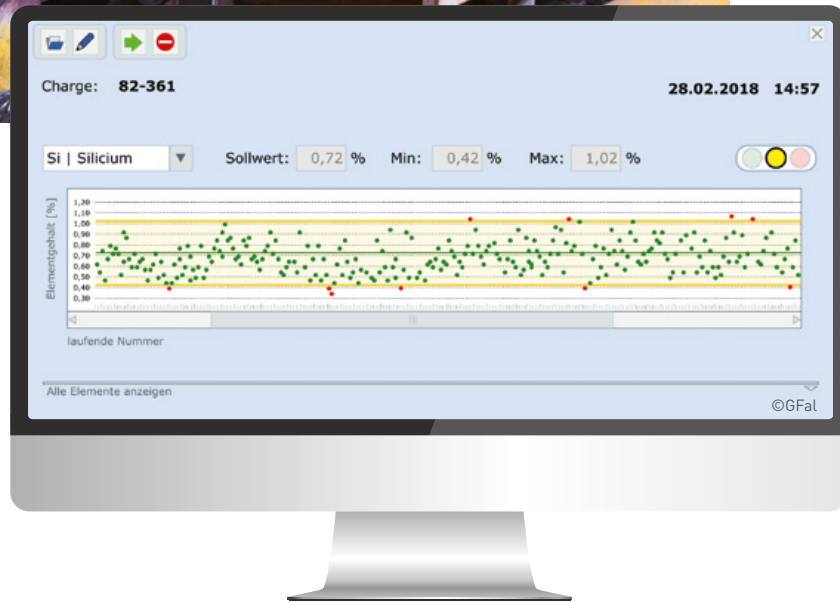 Charge: 82-361
28.02.2018 14:57
Si | Silicium
Sollwert: 0,72 % Min: 0,42 % Max: 1,02 %
Elementgehalt [%]
1,20
1,10
1,00
0,90
0,80
0,70
0,60
0,50
0,40
0,30
laufende Nummer
Alle Elemente anzeigen
©GFal